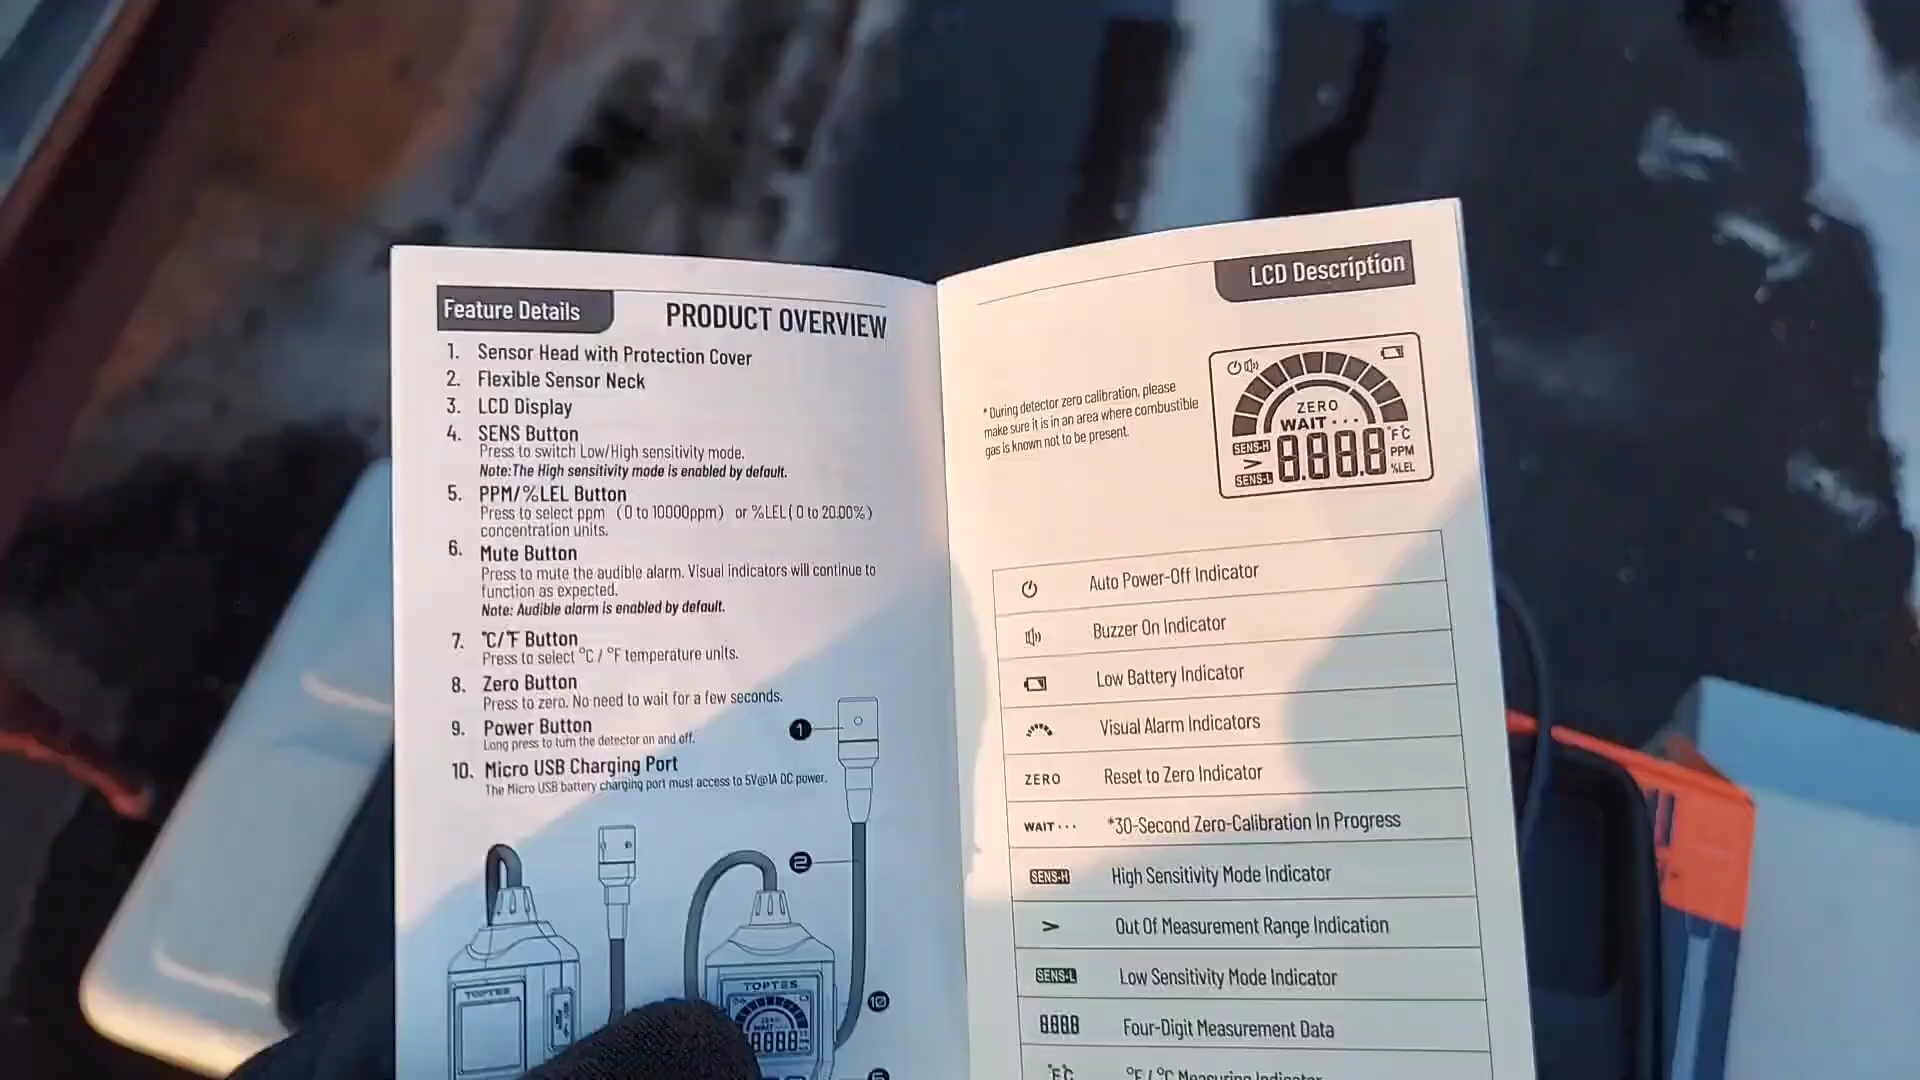 Feature Details
PRODUCT OVERVIEW
1. Sensor Head with Protection Cover
2. Flexible Sensor Neck
3. LCD Display
4. SENS Button
Press to switch Low/High sensitivity mode.
Note:The High sensitivity mode is enabled by default.
5. PPM/%LEL Button
Press to select ppm (0 to 10000ppm) or %LEL(0 to 20.00%)
concentration units.
6. Mute Button
Press to mute the audible alarm. Visual indicators will continue to
function as expected.
Note: Audible alarm is enabled by default.
7. °C/°F Button
Press to select °C / °F temperature units.
8. Zero Button
Press to zero. No need to wait for a few seconds.
9. Power Button
Long press to turn the detector on and off.
10. Micro USB Charging Port
The Micro USB battery charging port must access to 5V@1A DC power.
1
2
10
TOPTES
TOPTES
ZERO
WAIT
8888
LCD Description
* During detector zero calibration, please
make sure it is in an area where combustible
gas is known not to be present.
ZERO
WAIT ···
SENS-H
>
SENS-L
8.8.8.8
°F°C
PPM
%LEL
Auto Power-Off Indicator
Buzzer On Indicator
Low Battery Indicator
Visual Alarm Indicators
ZERO Reset to Zero Indicator
WAIT ··· *30-Second Zero-Calibration In Progress
SENS-H High Sensitivity Mode Indicator
> Out Of Measurement Range Indication
SENS-L Low Sensitivity Mode Indicator
8.8.8.8 Four-Digit Measurement Data
°F°C °F / °C Measuring Indicator